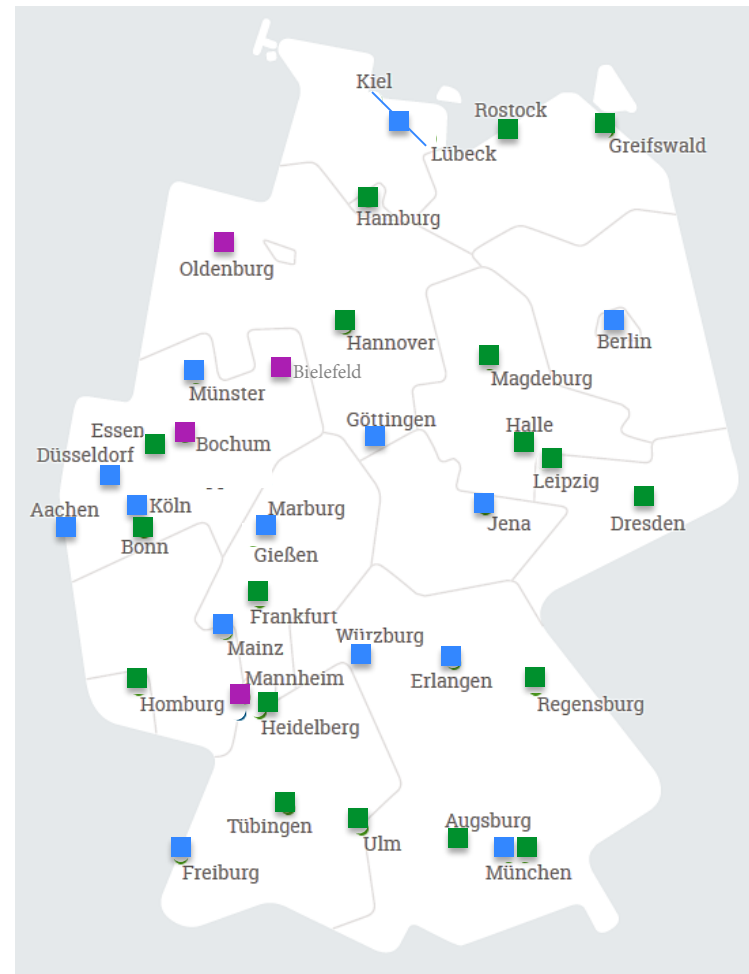 Kiel
Rostock
Lübeck
Greifswald
Hamburg
Oldenburg
Hannover
Berlin
Bielefeld
Magdeburg
Münster
Göttingen
Halle
Essen
Bochum
Düsseldorf
Leipzig
Aachen
Köln
Marburg
Jena
Dresden
Bonn
Gießen
Frankfurt
Würzburg
Mainz
Mannheim
Erlangen
Homburg
Regensburg
Heidelberg
Augsburg
Tübingen
Ulm
Freiburg
München